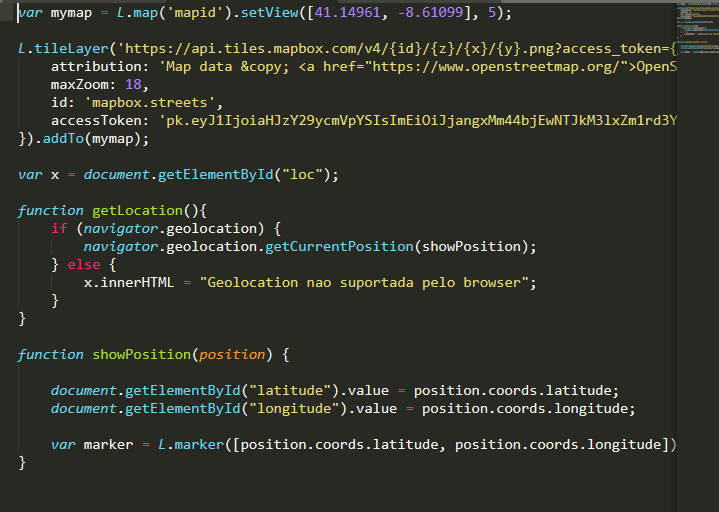 var mymap = L.map('mapid').setView([41.14961, -8.61099], 5);
L.tileLayer('https://api.tiles.mapbox.com/v4/{id}/{z}/{x}/{y}.png?access_token={
attribution: 'Map data &copy; <a href="https://www.openstreetmap.org/">OpenS
maxZoom: 18,
id: 'mapbox.streets',
accessToken: 'pk.eyJ1IjoiaHJzY29ycmVpYSIsImEiOiJjangxMm44bjEwNTJkM3lxZm1rd3Y
}).addTo(mymap);
var x = document.getElementById("loc");
function getLocation(){
if (navigator.geolocation) {
navigator.geolocation.getCurrentPosition(showPosition);
} else {
x.innerHTML = "Geolocation nao suportada pelo browser";
}
}
function showPosition(position) {
document.getElementById("latitude").value = position.coords.latitude;
document.getElementById("longitude").value = position.coords.longitude;
var marker = L.marker([position.coords.latitude, position.coords.longitude])
}